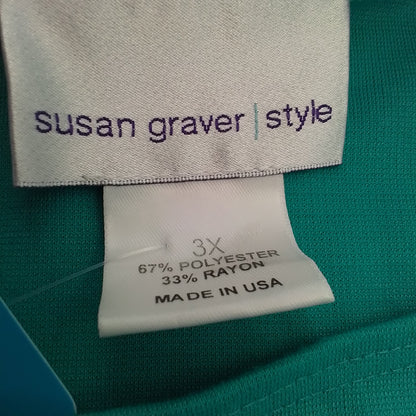 susan graver | style
3X
67% POLYESTER
33% RAYON
MADE IN USA